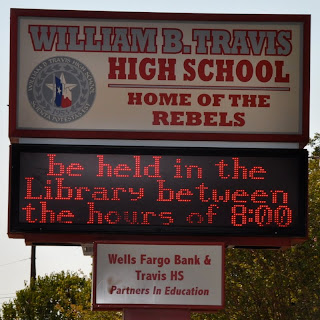 WILLIAM B. TRAVIS
HIGH SCHOOL
HOME OF THE
REBELS
be held in the
Library between
the hours of 8:00
Wells Fargo Bank &
Travis HS
Partners In Education